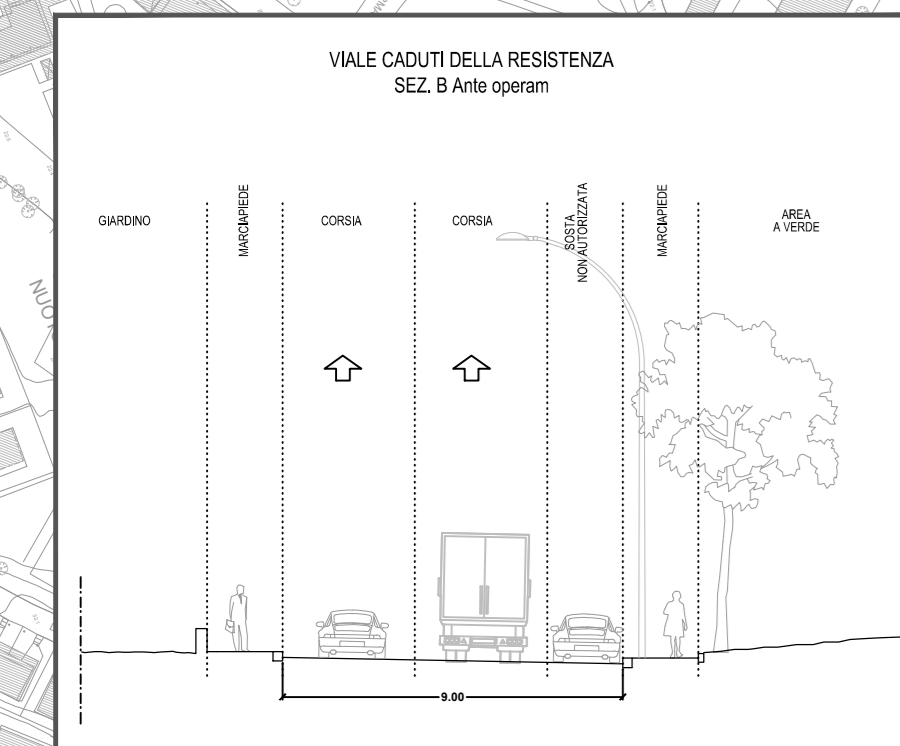 VIALE CADUTI DELLA RESISTENZA
SEZ. B Ante operam
GIARDINO
MARCIAPIEDE
CORSIA
CORSIA
SOSTA
NON AUTORIZZATA
MARCIAPIEDE
AREA
A VERDE
9.00